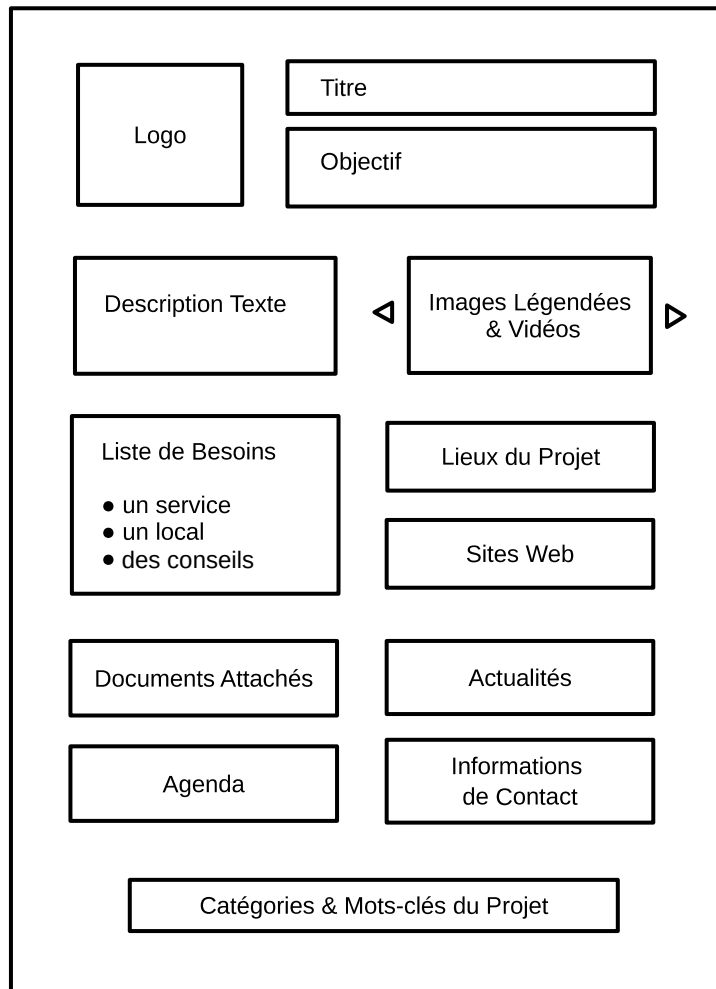 Logo
Titre
Objectif
Description Texte
Images Légendées
& Vidéos
Liste de Besoins
● un service
● un local
● des conseils
Lieux du Projet
Sites Web
Documents Attachés
Actualités
Agenda
Informations
de Contact
Catégories & Mots-clés du Projet